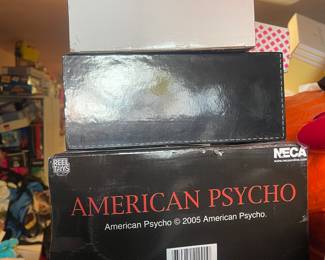 REEL TOYS
NECA
AMERICAN PSYCHO
American Psycho © 2005 American Psycho.